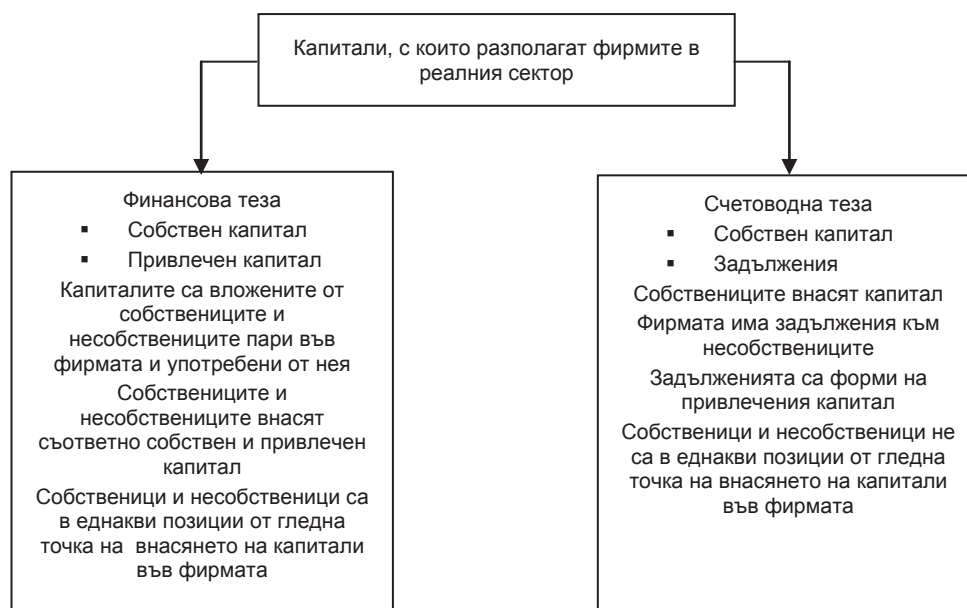 Капитали, с които разполагат фирмите в
реалния сектор
Финансова теза
▪ Собствен капитал
▪ Привлечен капитал
Капиталите са вложените от
собствениците и
несобствениците пари във
фирмата и употребени от нея
Собствениците и
несобствениците внасят
съответно собствен и привлечен
капитал
Собственици и несобственици са
в еднакви позиции от гледна
точка на внасянето на капитали
във фирмата
Счетоводна теза
▪ Собствен капитал
▪ Задължения
Собствениците внасят капитал
Фирмата има задължения към
несобствениците
Задълженията са форми на
привлечения капитал
Собственици и несобственици не
са в еднакви позиции от гледна
точка на внасянето на капитали
във фирмата